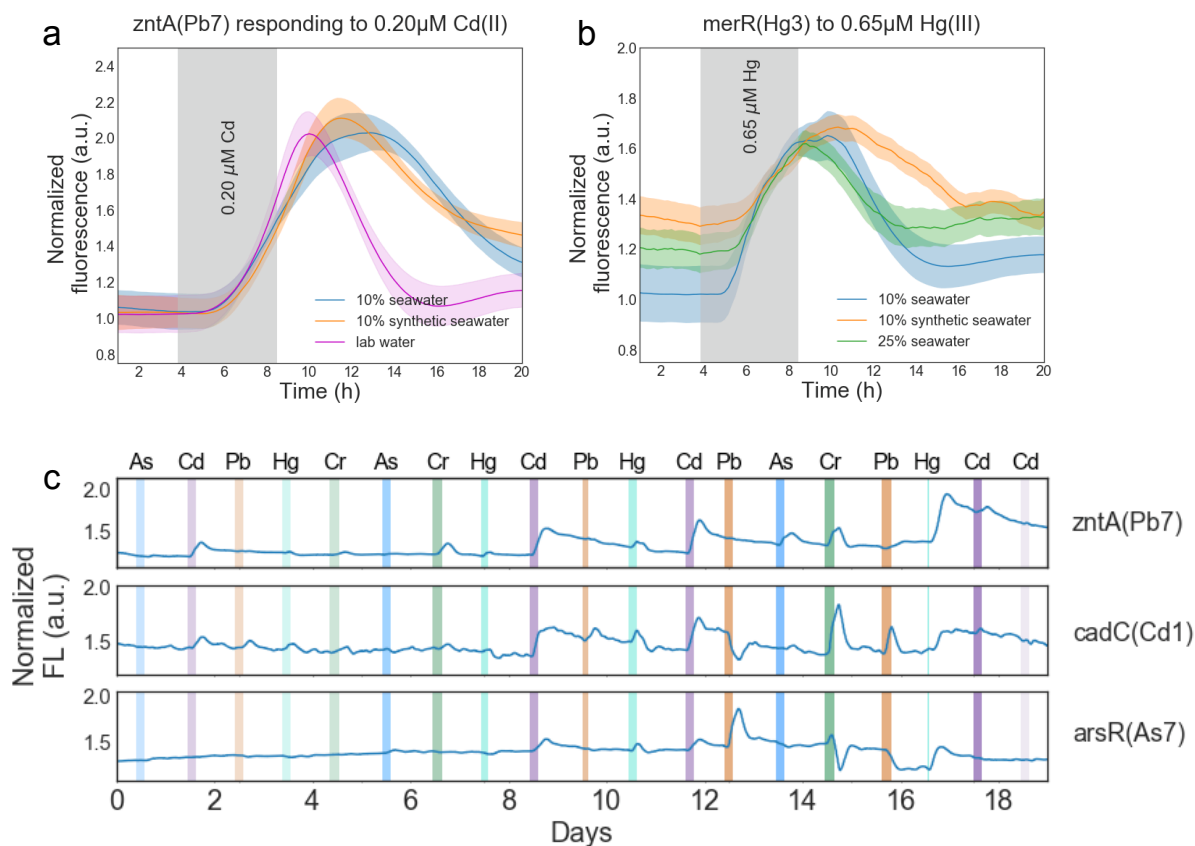 a
zntA(Pb7) responding to 0.20µM Cd(II)
Normalized
fluorescence (a.u.)
2.4
2.2
2.0
1.8
1.6
1.4
1.2
1.0
0.8
0.20 µM Cd
10% seawater
10% synthetic seawater
lab water
2 4 6 8 10 12 14 16 18 20
Time (h)
b
merR(Hg3) to 0.65µM Hg(III)
Normalized
fluorescence (a.u.)
2.0
1.8
1.6
1.4
1.2
1.0
0.8
0.65 µM Hg
10% seawater
10% synthetic seawater
25% seawater
2 4 6 8 10 12 14 16 18 20
Time (h)
c
As Cd Pb Hg Cr As Cr Hg Cd Pb Hg Cd Pb As Cr Pb Hg Cd Cd
Normalized
FL (a.u.)
2.0
1.5
zntA(Pb7)
2.0
1.5
cadC(Cd1)
2.0
1.5
arsR(As7)
0 2 4 6 8 10 12 14 16 18
Days